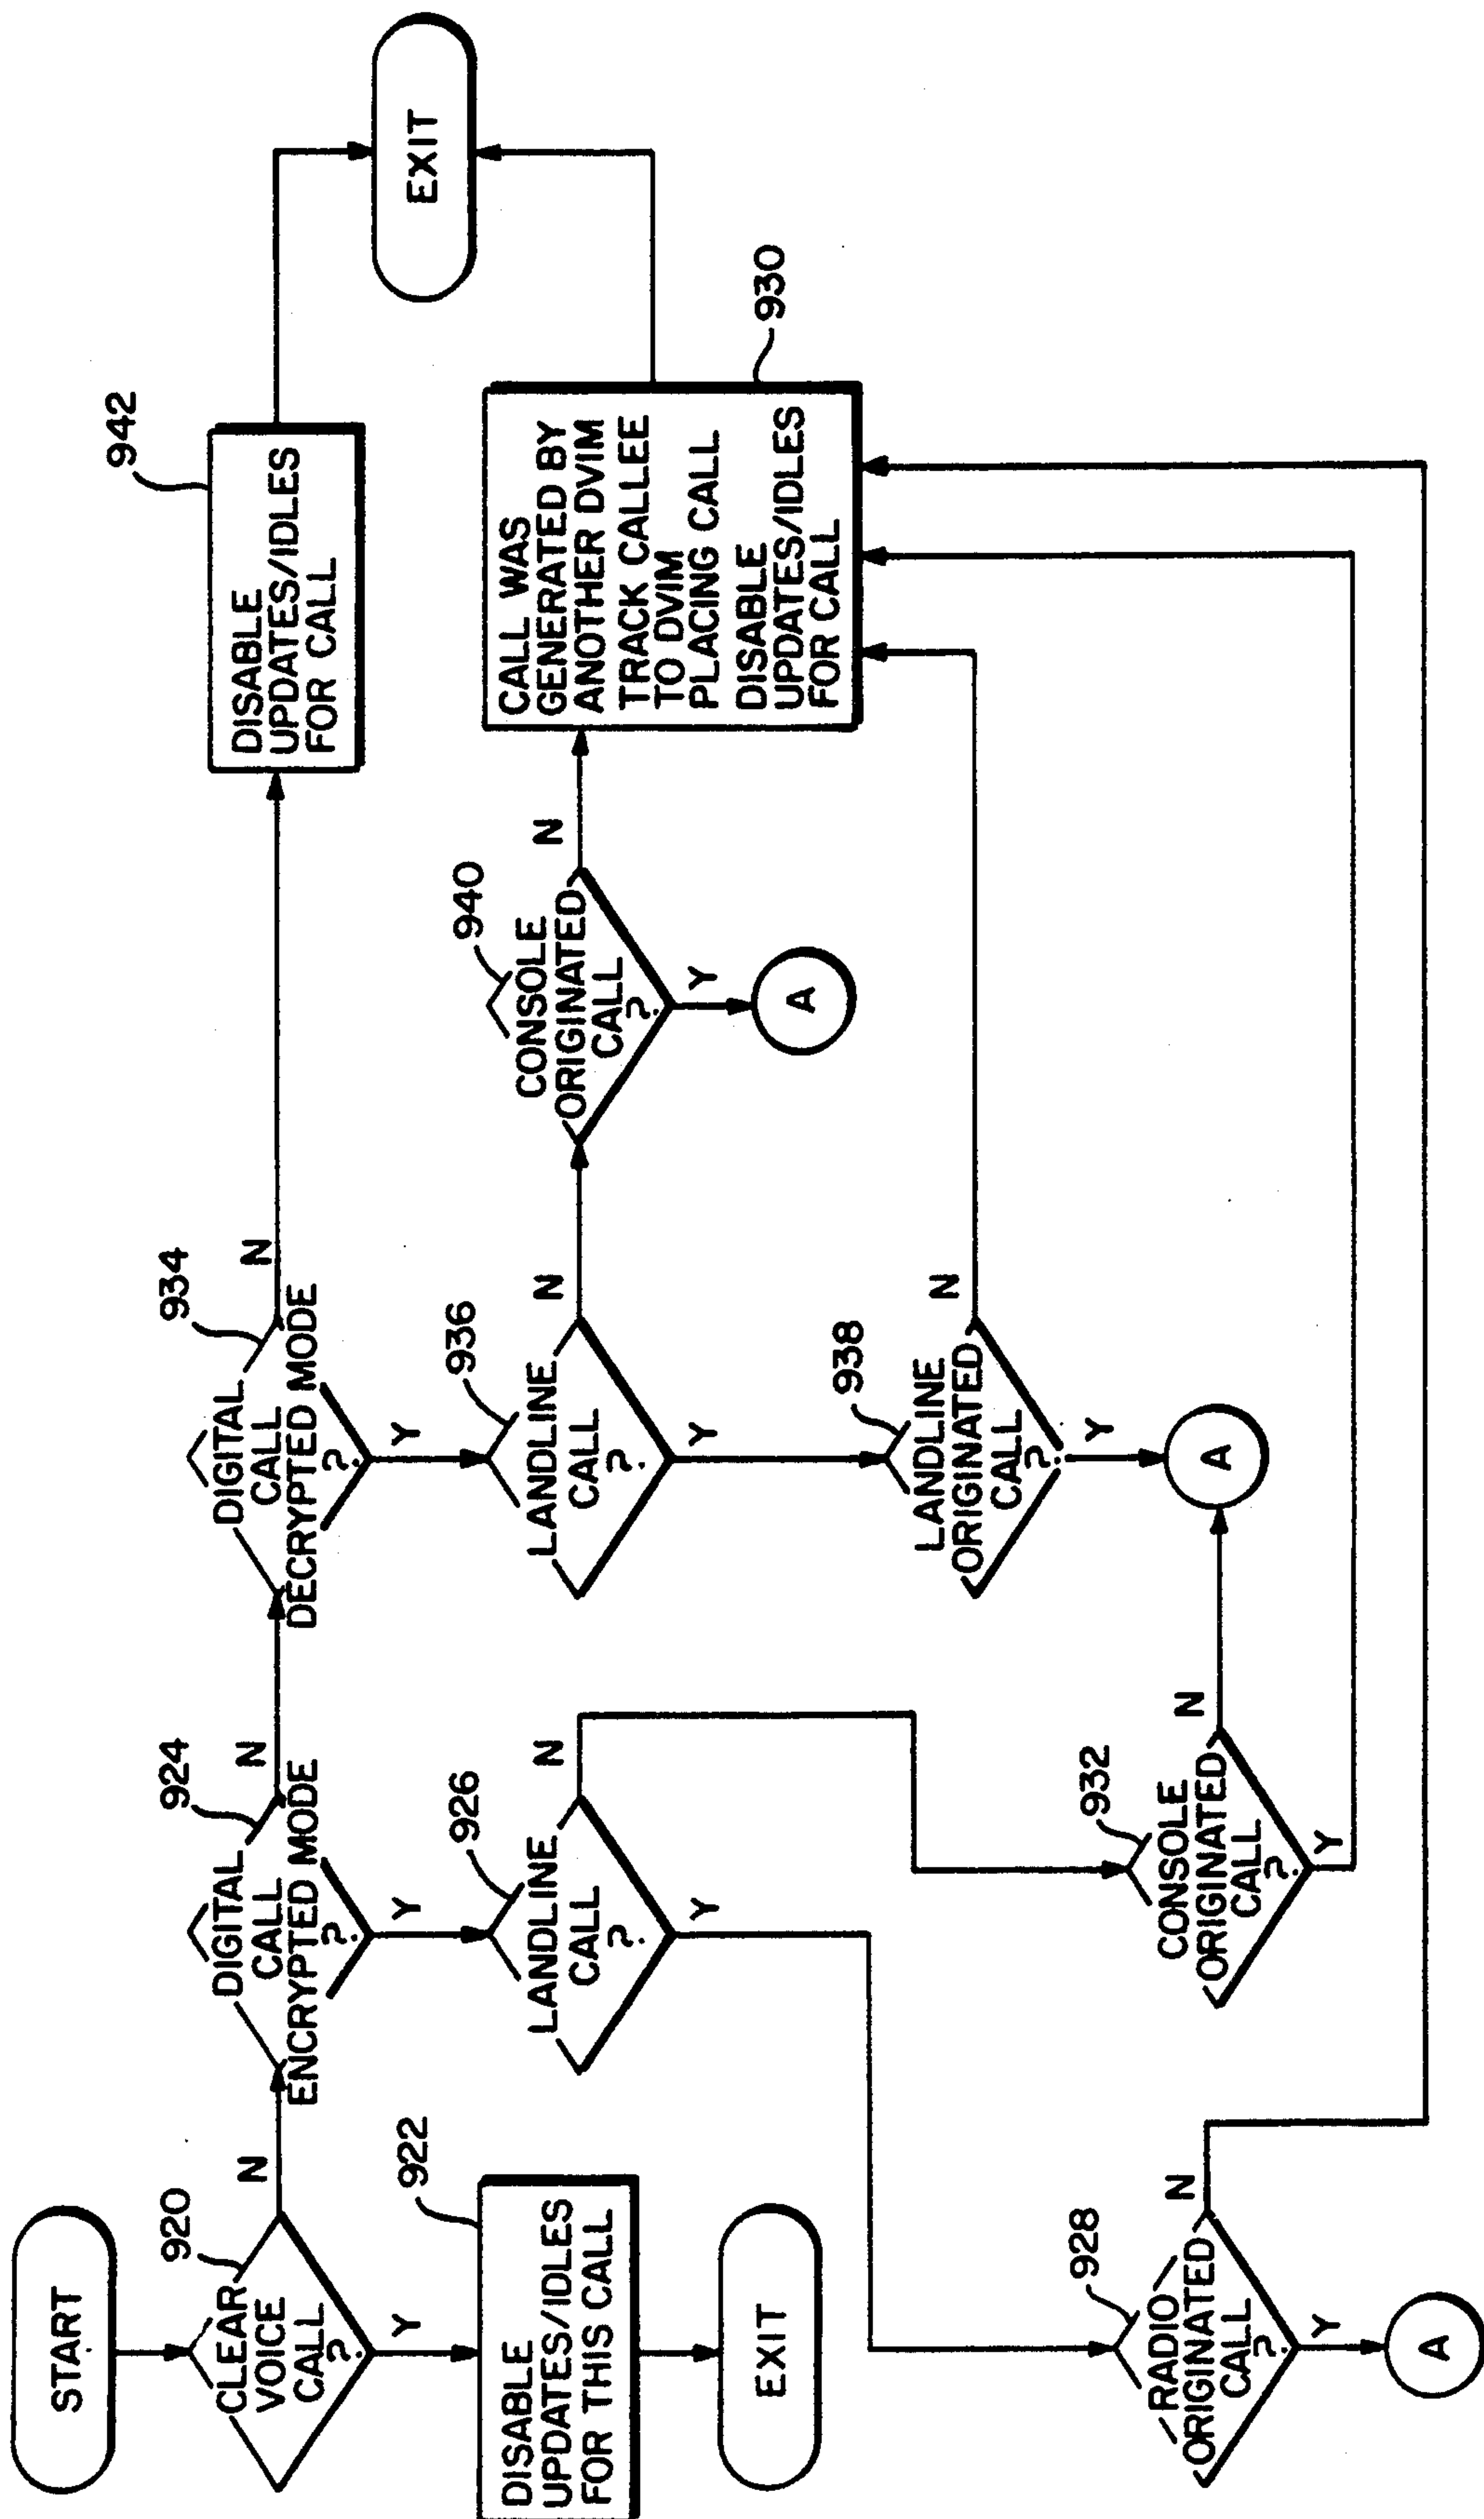 START
920
CLEAR
VOICE
CALL
?
N
Y
922
DISABLE
UPDATES/IDLES
FOR THIS CALL
EXIT
924
DIGITAL
CALL
ENCRYPTED MODE
?
N
Y
926
LANDLINE
CALL
?
N
Y
928
RADIO
ORIGINATED
CALL
?
N
Y
A
932
CONSOLE
ORIGINATED
CALL
?
N
Y
934
DIGITAL
CALL
DECRYPTED MODE
?
N
Y
936
LANDLINE
CALL
?
N
Y
938
LANDLINE
ORIGINATED
CALL
?
N
Y
A
940
CONSOLE
ORIGINATED
CALL
?
N
Y
A
942
DISABLE
UPDATES/IDLES
FOR CALL
930
CALL WAS
GENERATED BY
ANOTHER DVIM
TRACK CALLEE
TO DVIM
PLACING CALL
DISABLE
UPDATES/IDLES
FOR CALL
EXIT